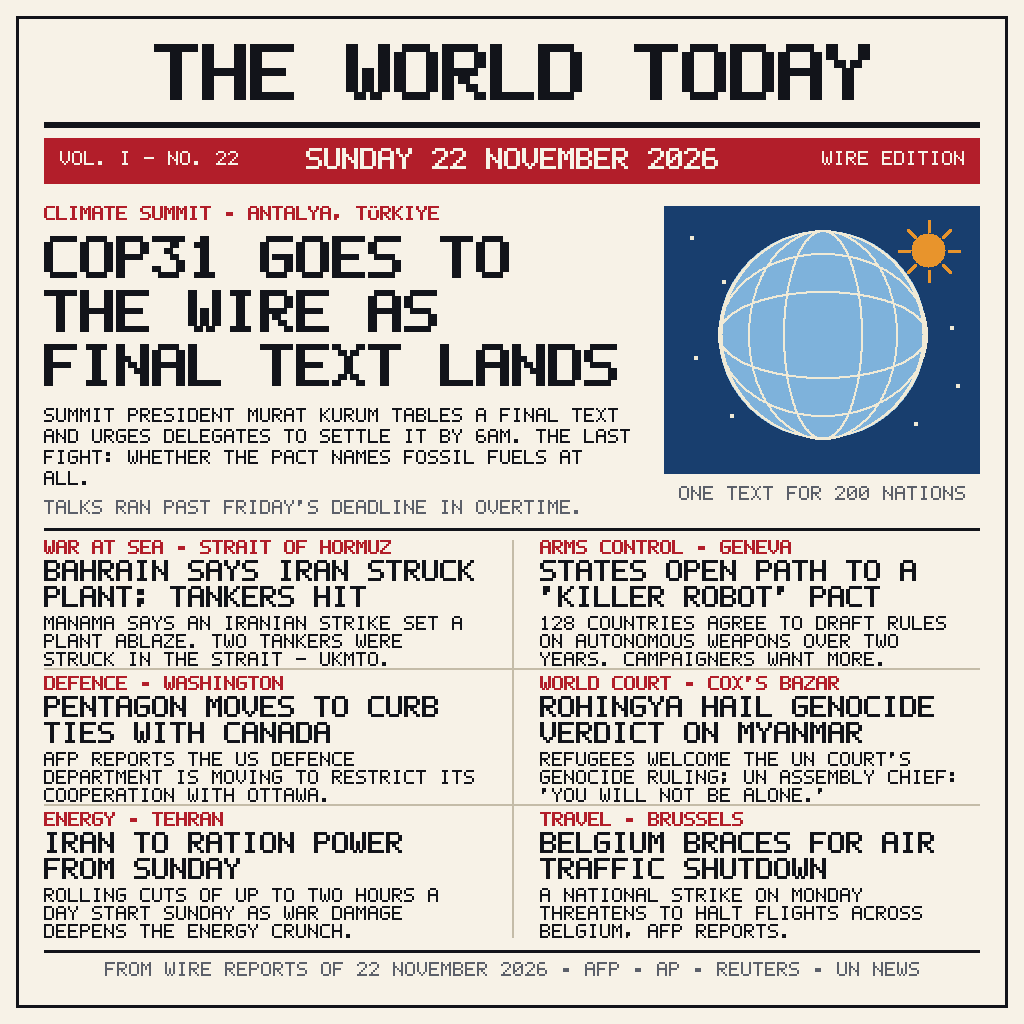 THE WORLD TODAY
VOL. I - NO. 22
SUNDAY 22 NOVEMBER 2026
WIRE EDITION
CLIMATE SUMMIT - ANTALYA, TüRKIYE
COP31 GOES TO
THE WIRE AS
FINAL TEXT LANDS
SUMMIT PRESIDENT MURAT KURUM TABLES A FINAL TEXT
AND URGES DELEGATES TO SETTLE IT BY 6AM. THE LAST
FIGHT: WHETHER THE PACT NAMES FOSSIL FUELS AT
ALL.
TALKS RAN PAST FRIDAY'S DEADLINE IN OVERTIME.
ONE TEXT FOR 200 NATIONS
WAR AT SEA - STRAIT OF HORMUZ
BAHRAIN SAYS IRAN STRUCK
PLANT; TANKERS HIT
MANAMA SAYS AN IRANIAN STRIKE SET A
PLANT ABLAZE. TWO TANKERS WERE
STRUCK IN THE STRAIT - UKMTO.
ARMS CONTROL - GENEVA
STATES OPEN PATH TO A
'KILLER ROBOT' PACT
128 COUNTRIES AGREE TO DRAFT RULES
ON AUTONOMOUS WEAPONS OVER TWO
YEARS. CAMPAIGNERS WANT MORE.
DEFENCE - WASHINGTON
PENTAGON MOVES TO CURB
TIES WITH CANADA
AFP REPORTS THE US DEFENCE
DEPARTMENT IS MOVING TO RESTRICT ITS
COOPERATION WITH OTTAWA.
WORLD COURT - COX'S BAZAR
ROHINGYA HAIL GENOCIDE
VERDICT ON MYANMAR
REFUGEES WELCOME THE UN COURT'S
GENOCIDE RULING; UN ASSEMBLY CHIEF:
'YOU WILL NOT BE ALONE.'
ENERGY - TEHRAN
IRAN TO RATION POWER
FROM SUNDAY
ROLLING CUTS OF UP TO TWO HOURS A
DAY START SUNDAY AS WAR DAMAGE
DEEPENS THE ENERGY CRUNCH.
TRAVEL - BRUSSELS
BELGIUM BRACES FOR AIR
TRAFFIC SHUTDOWN
A NATIONAL STRIKE ON MONDAY
THREATENS TO HALT FLIGHTS ACROSS
BELGIUM, AFP REPORTS.
FROM WIRE REPORTS OF 22 NOVEMBER 2026 - AFP - AP - REUTERS - UN NEWS